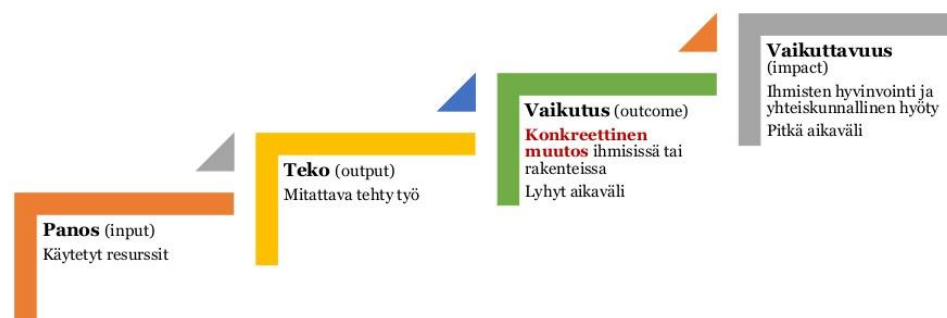 Panos (input)
Käytetyt resurssit
Teko (output)
Mitattava tehty työ
Vaikutus (outcome)
Konkreettinen
muutos ihmisissä tai
rakenteissa
Lyhyt aikaväli
Vaikuttavuus
(impact)
Ihmisten hyvinvointi ja
yhteiskunnallinen hyöty
Pitkä aikaväli